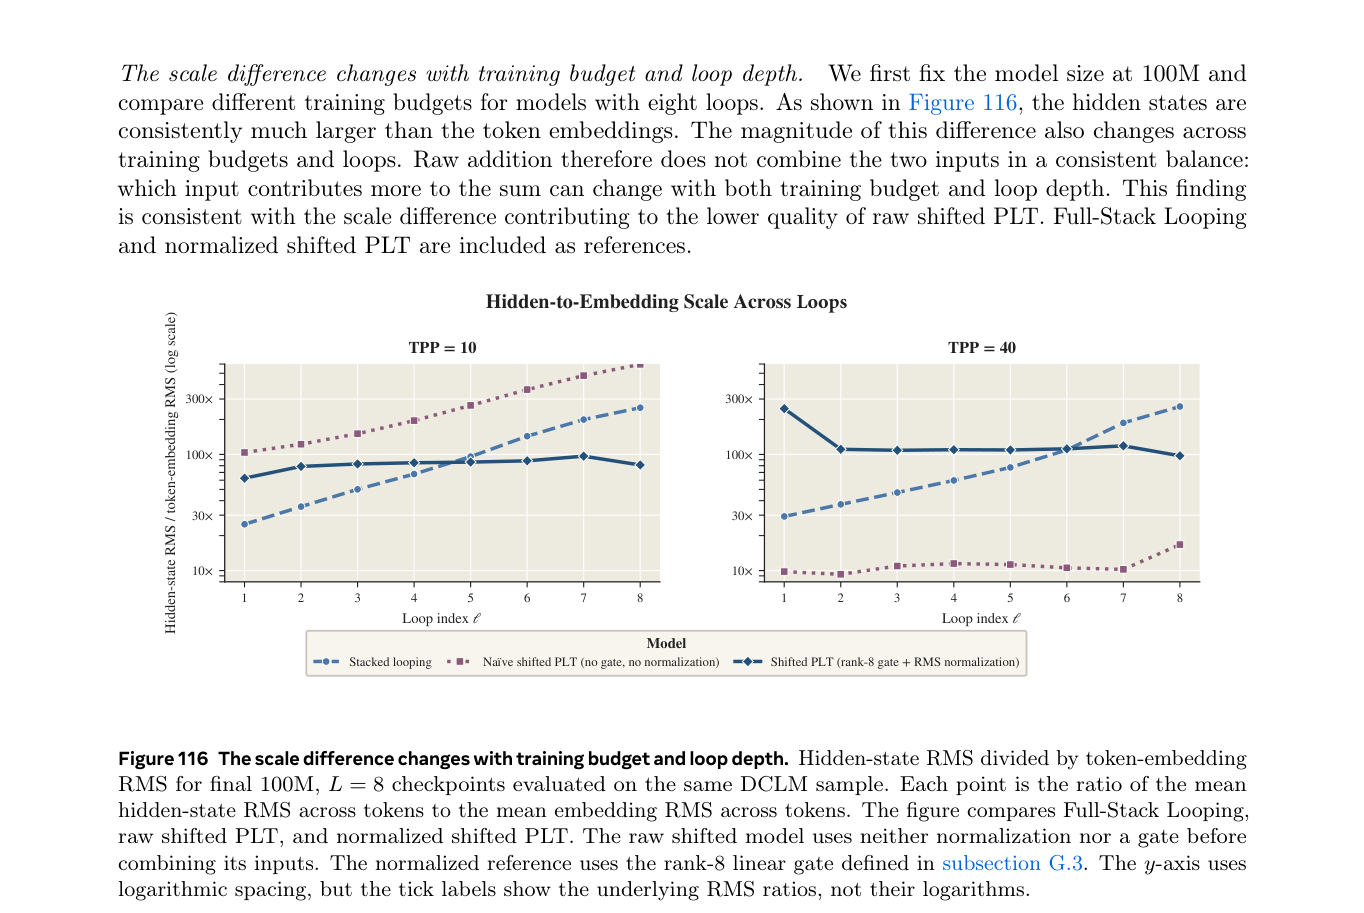 The scale difference changes with training budget and loop depth. We first fix the model size at 100M and
compare different training budgets for models with eight loops. As shown in Figure 116, the hidden states are
consistently much larger than the token embeddings. The magnitude of this difference also changes across
training budgets and loops. Raw addition therefore does not combine the two inputs in a consistent balance:
which input contributes more to the sum can change with both training budget and loop depth. This finding
is consistent with the scale difference contributing to the lower quality of raw shifted PLT. Full-Stack Looping
and normalized shifted PLT are included as references.
Hidden-to-Embedding Scale Across Loops
Hidden-state RMS / token-embedding RMS (log scale)
TPP = 10
300×
100×
30×
10×
1 2 3 4 5 6 7 8
Loop index ℓ
TPP = 40
300×
100×
30×
10×
1 2 3 4 5 6 7 8
Loop index ℓ
Model
Stacked looping
Naïve shifted PLT (no gate, no normalization)
Shifted PLT (rank-8 gate + RMS normalization)
Figure 116 The scale difference changes with training budget and loop depth. Hidden-state RMS divided by token-embedding
RMS for final 100M, L = 8 checkpoints evaluated on the same DCLM sample. Each point is the ratio of the mean
hidden-state RMS across tokens to the mean embedding RMS across tokens. The figure compares Full-Stack Looping,
raw shifted PLT, and normalized shifted PLT. The raw shifted model uses neither normalization nor a gate before
combining its inputs. The normalized reference uses the rank-8 linear gate defined in subsection G.3. The y-axis uses
logarithmic spacing, but the tick labels show the underlying RMS ratios, not their logarithms.